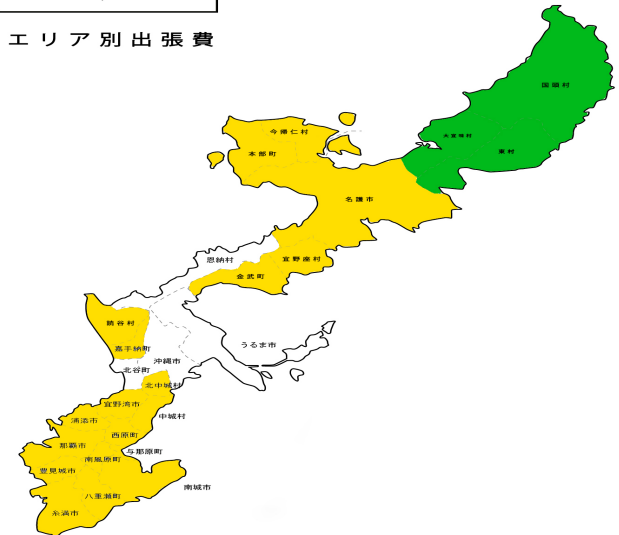 エリア別出張費
国頭村
大宜味村
東村
今帰仁村
本部町
名護市
恩納村
宜野座村
金武町
読谷村
嘉手納町
うるま市
沖縄市
北谷町
北中城村
宜野湾市
中城村
浦添市
西原町
那覇市
与那原町
南風原町
豊見城市
南城市
八重瀬町
糸満市